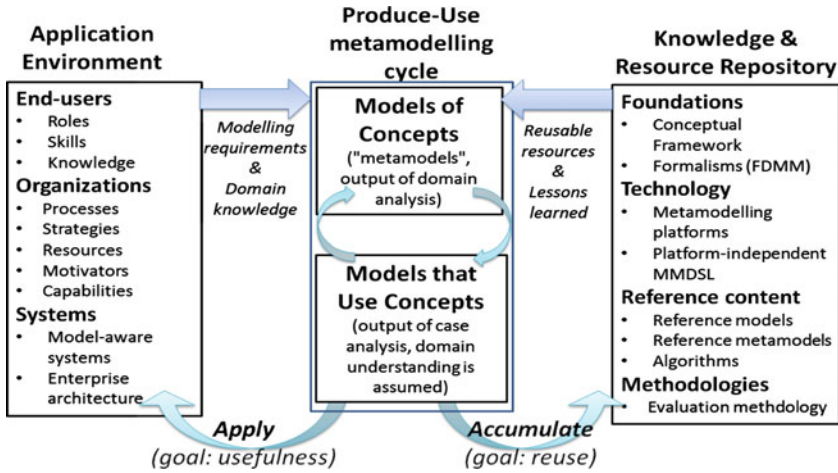 Application
Environment
End-users
• Roles
• Skills
• Knowledge
Organizations
• Processes
• Strategies
• Resources
• Motivators
• Capabilities
Systems
• Model-aware
systems
• Enterprise
architecture
Modelling
requirements
&
Domain
knowledge
Produce-Use
metamodelling
cycle
Models of
Concepts
("metamodels",
output of domain
analysis)
Models that
Use Concepts
(output of case
analysis, domain
understanding is
assumed)
Reusable
resources
&
Lessons
learned
Knowledge &
Resource Repository
Foundations
• Conceptual
Framework
• Formalisms (FDMM)
Technology
• Metamodelling
platforms
• Platform-independent
MMDSL
Reference content
• Reference models
• Reference metamodels
• Algorithms
Methodologies
• Evaluation methdology
Apply
(goal: usefulness)
Accumulate
(goal: reuse)